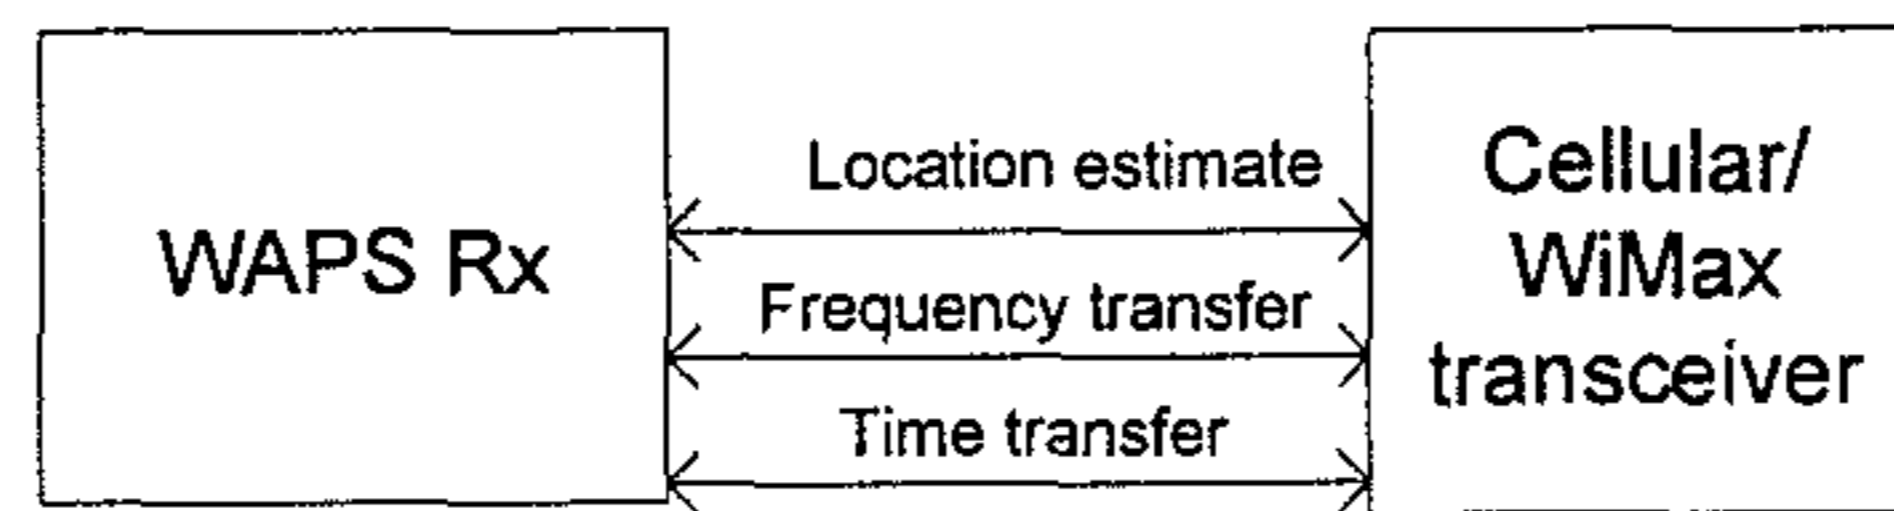 WAPS Rx
Location estimate
Frequency transfer
Time transfer
Cellular/
WiMax
transceiver